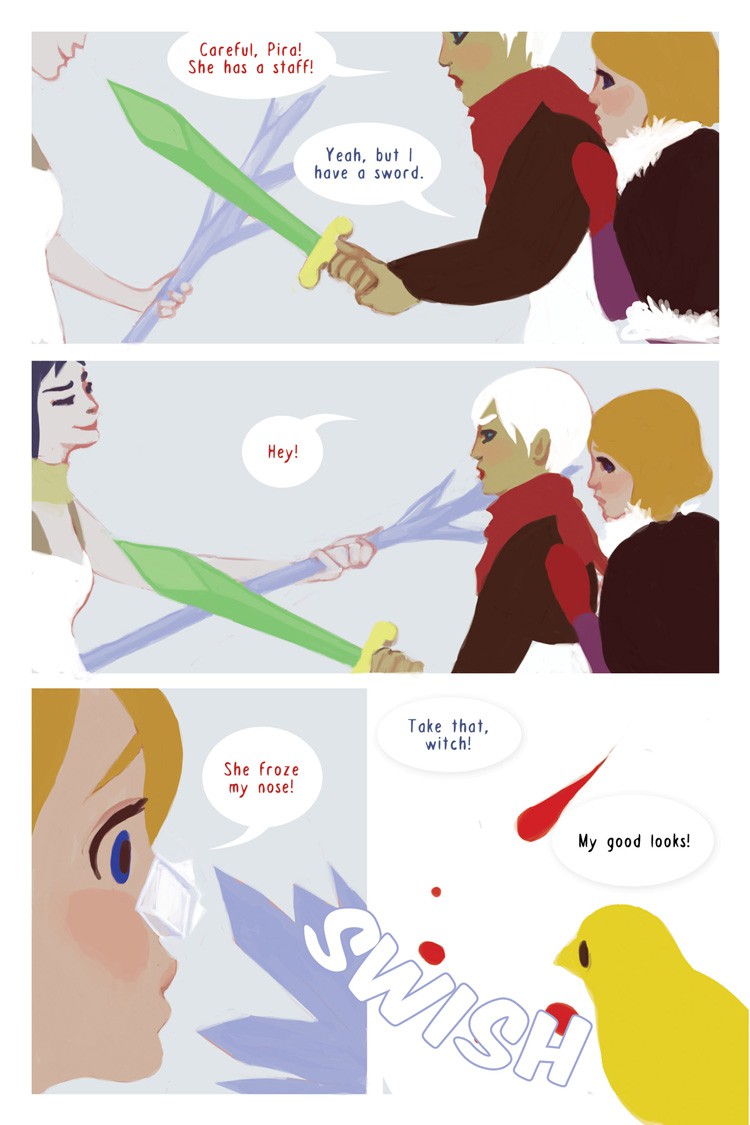 Careful, Pira!
She has a staff!
Yeah, but I
have a sword.
Hey!
She froze
my nose!
Take that,
witch!
My good looks!
SWISH